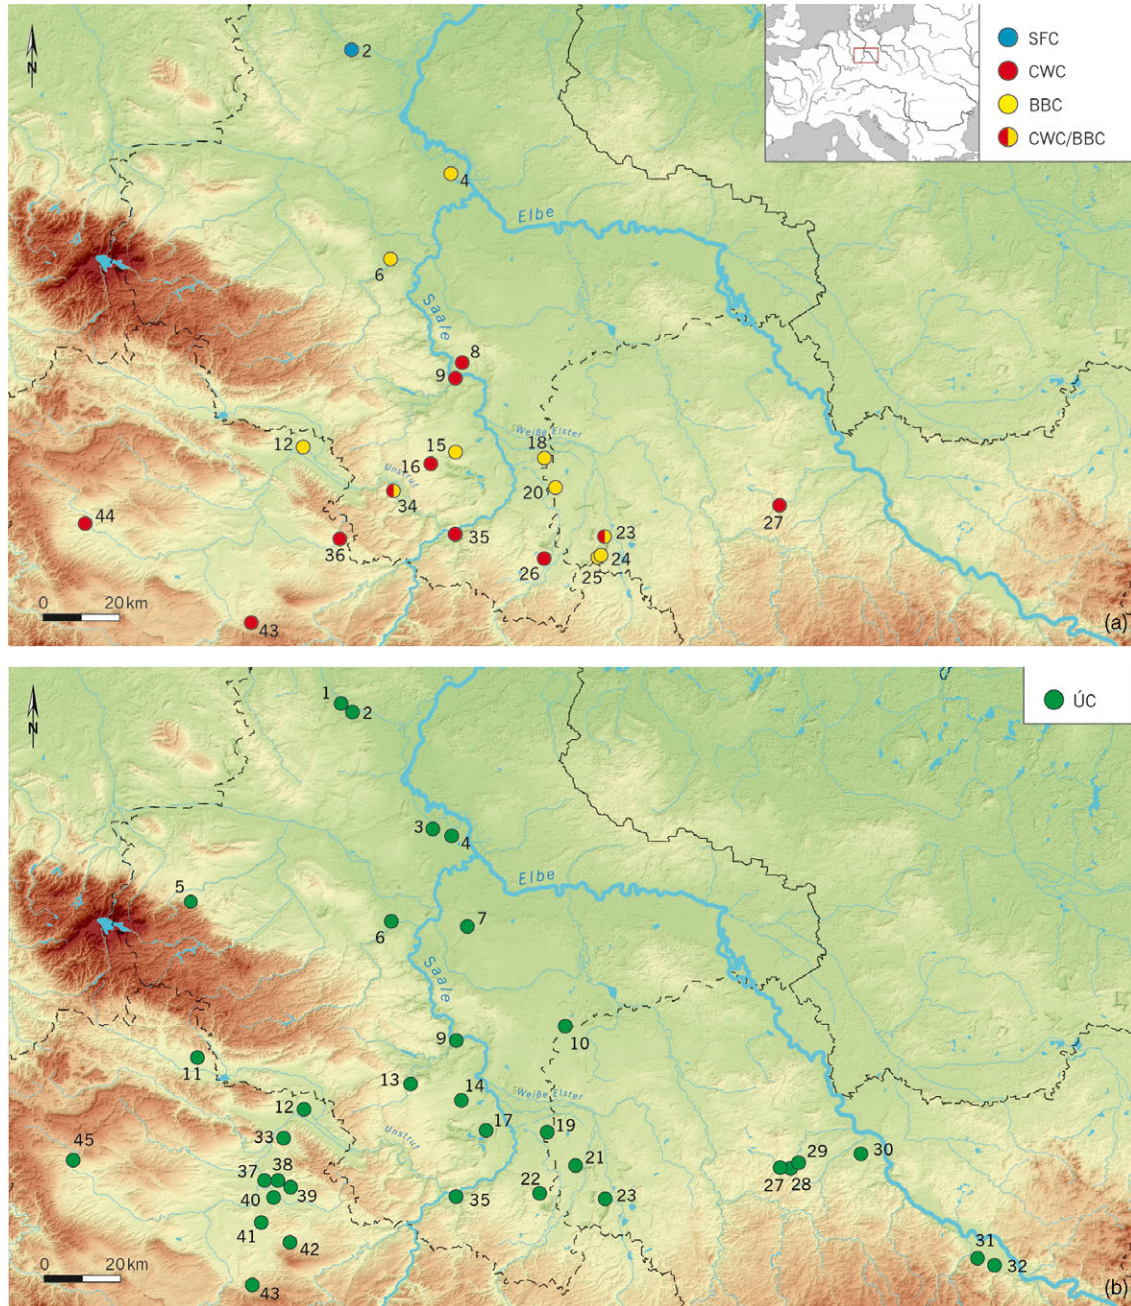 N
2
SFC
CWC
BBC
CWC/BBC
4
Elbe
6
Saale
8
9
12
15
16
Weiße Elster
18
Unstrut
34
20
44
36
35
26
23
24
25
27
0 20 km
43
(a)
N
1
2
ÚC
3
4
Elbe
5
6
7
Saale
9
10
11
13
14
Weiße Elster
12
17
19
33
Unstrut
45
37
38
39
40
21
22
23
35
29
27
28
30
41
42
31
32
0 20 km
43
(b)